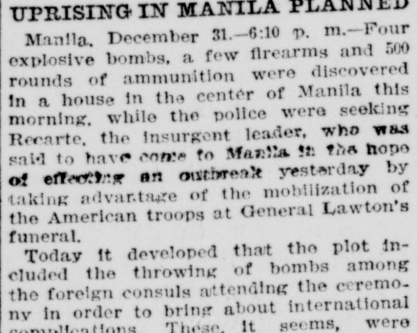 UPRISING IN MANILA PLANNED
Manila, December 31.—6:10 p. m.—Four
explosive bombs, a few firearms and 500
rounds of ammunition were discovered
in a house in the center of Manila this
morning, while the police were seeking
Recarte, the insurgent leader, who was
said to have come to Manila in the hope
of effecting an outbreak yesterday by
taking advantage of the mobilization of
the American troops at General Lawton's
funeral.
Today it developed that the plot in-
cluded the throwing of bombs among
the foreign consuls attending the ceremo-
ny in order to bring about international
complications. These, it seems, were